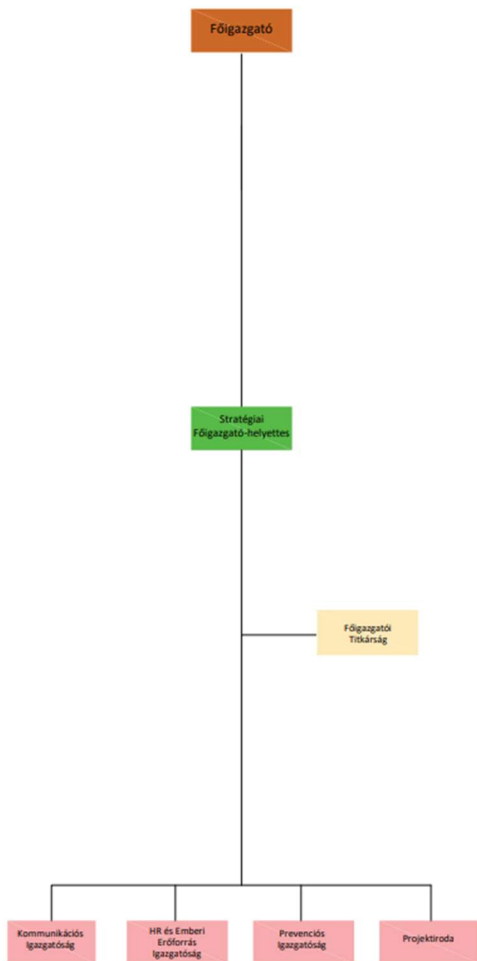 Főigazgató
Stratégiai
Főigazgató-helyettes
Főigazgatói
Titkárság
Kommunikációs
Igazgatóság
HR és Emberi
Erőforrás
Igazgatóság
Prevenciós
Igazgatóság
Projektiroda